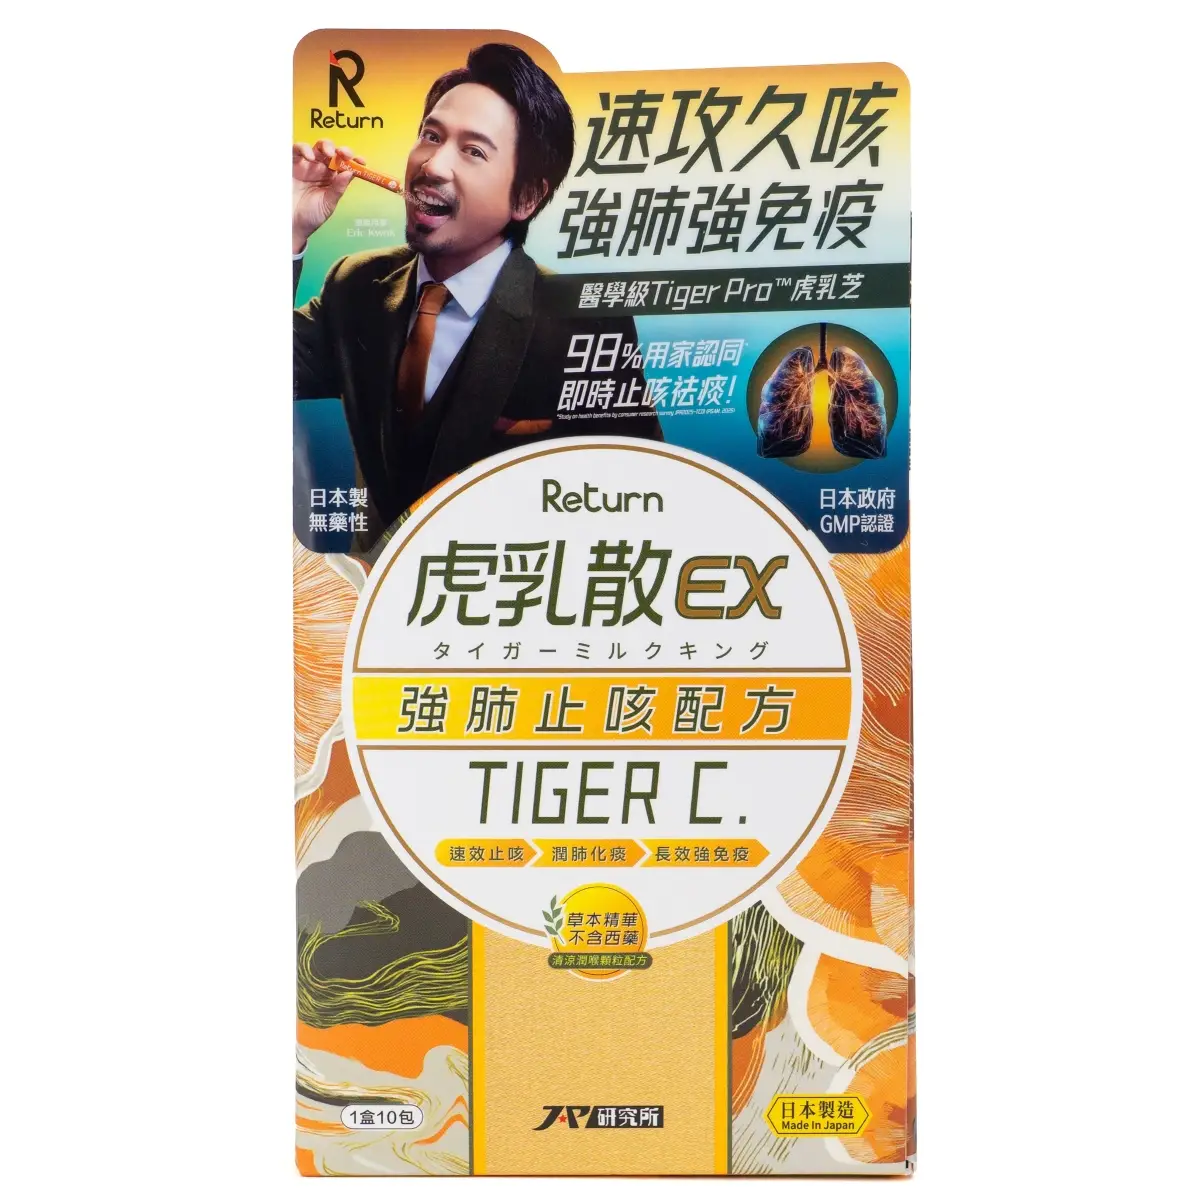 Return
Return TIGER C.
Eric Kwok
速攻久咳
強肺強免疫
醫學級Tiger Pro™虎乳芝
98%用家認同*
即時止咳祛痰!
日本製
無藥性
日本政府
GMP認證
Return
虎乳散EX
タイガーミルクキング
強肺止咳配方
TIGER C.
速效止咳 潤肺化痰 長效強免疫
草本精華
不含西藥
清涼潤喉顆粒配方
1盒10包
研究所
日本製造
Made In Japan